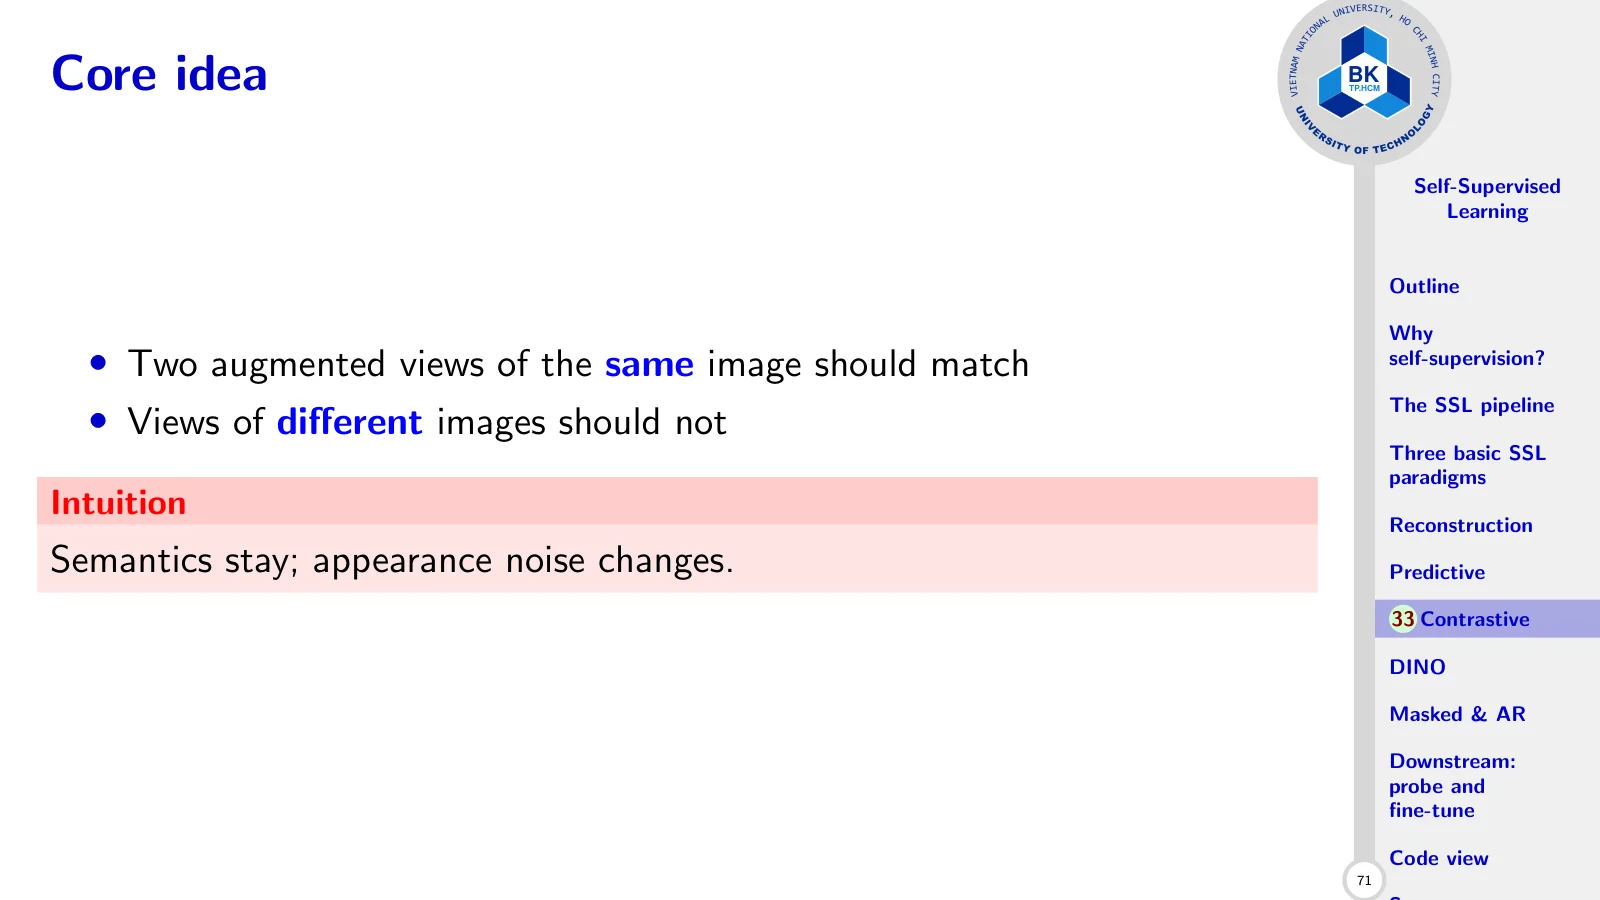 Core idea
• Two augmented views of the same image should match
• Views of different images should not
Intuition
Semantics stay; appearance noise changes.
VIETNAM NATIONAL UNIVERSITY, HO CHI MINH CITY
BK
TP.HCM
UNIVERSITY OF TECHNOLOGY
Self-Supervised
Learning
Outline
Why
self-supervision?
The SSL pipeline
Three basic SSL
paradigms
Reconstruction
Predictive
33 Contrastive
DINO
Masked & AR
Downstream:
probe and
fine-tune
Code view
71